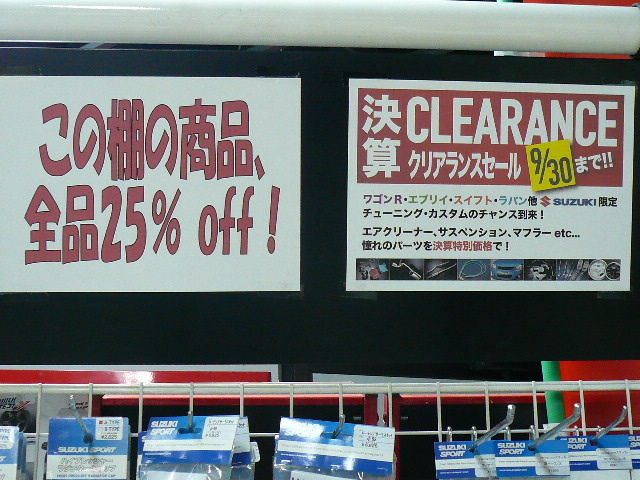 この棚の商品、
全品25% off!
決算 CLEARANCE
クリアランスセール 9/30まで!!
ワゴンR・エブリイ・スイフト・ラパン他 SUZUKI 限定
チューニング・カスタムのチャンス到来!
エアクリーナー、サスペンション、マフラー etc...
憧れのパーツを決算特別価格で!
SUZUKI SPORT
SUZUKI SPORT
SUZUKI SPORT
SUZUKI SPORT
SUZUKI SPORT